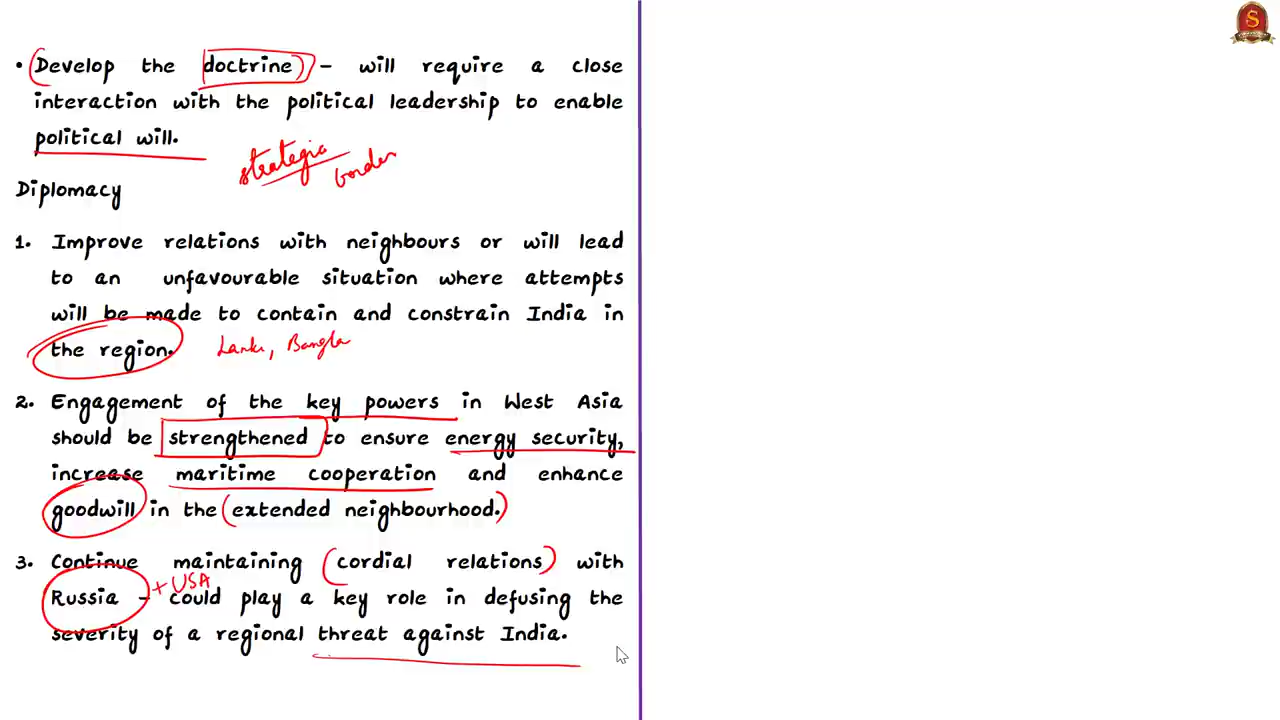 • Develop the doctrine) – will require a close
interaction with the political leadership to enable
political will.
strategic
border
Diplomacy
1. Improve relations with neighbours or will lead
to an unfavourable situation where attempts
will be made to contain and constrain India in
the region.
Lanka, Bangla
2. Engagement of the key powers in West Asia
should be strengthened to ensure energy security,
increase maritime cooperation and enhance
goodwill in the (extended neighbourhood.)
3. Continue maintaining (cordial relations) with
+ USA
Russia – could play a key role in defusing the
severity of a regional threat against India.
S